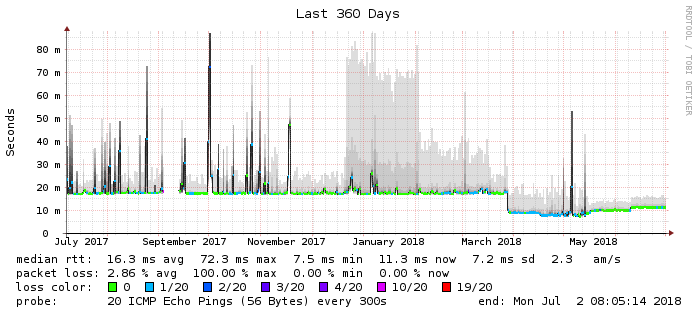 Last 360 Days
RRDTOOL / TOBI OETIKER
Seconds
80 m
70 m
60 m
50 m
40 m
30 m
20 m
10 m
0
July 2017 September 2017 November 2017 January 2018 March 2018 May 2018
median rtt: 16.3 ms avg 72.3 ms max 7.5 ms min 11.3 ms now 7.2 ms sd 2.3 am/s
packet loss: 2.86 % avg 100.00 % max 0.00 % min 0.00 % now
loss color: 0 1/20 2/20 3/20 4/20 10/20 19/20
probe: 20 ICMP Echo Pings (56 Bytes) every 300s end: Mon Jul 2 08:05:14 2018